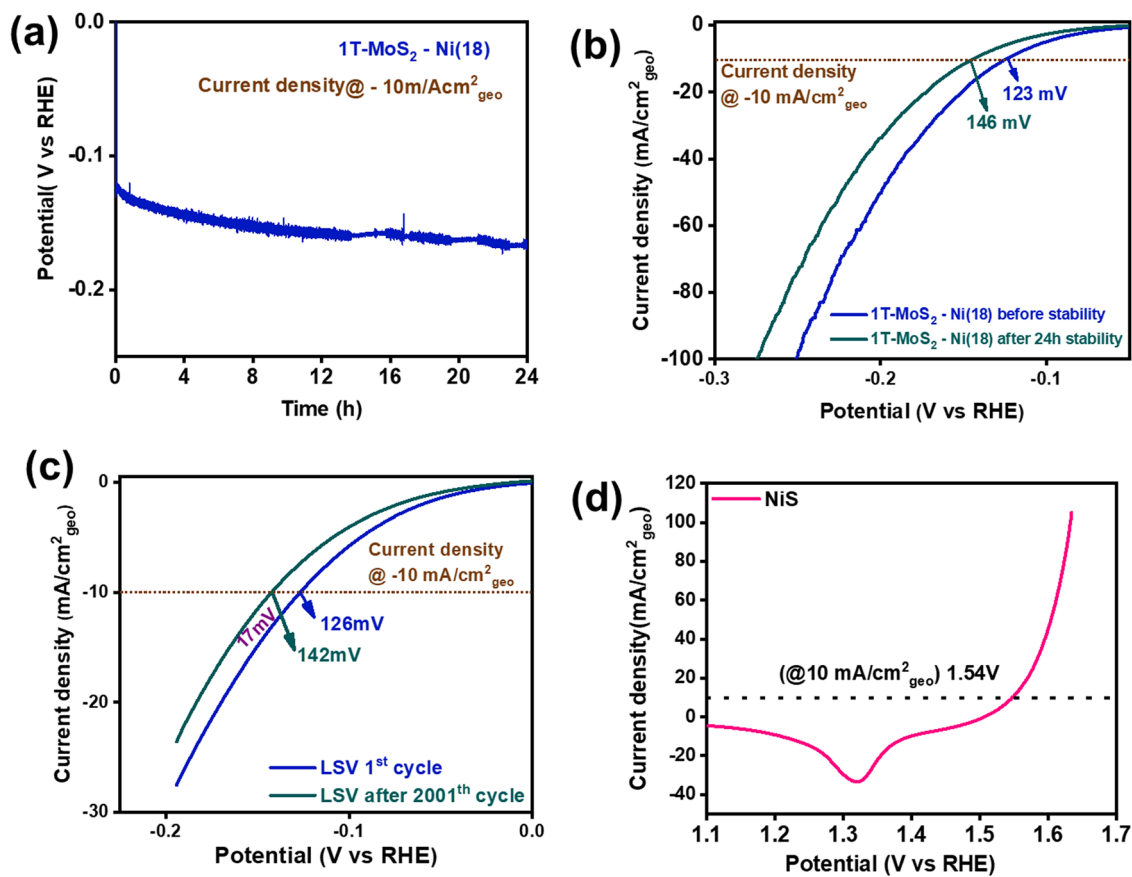 (a)
0.0
-0.1
-0.2
Potential( V vs RHE)
1T-MoS2 - Ni(18)
Current density@ - 10m/Acm2geo
0 4 8 12 16 20 24
Time (h)
(b)
0
-20
-40
-60
-80
-100
Current density (mA/cm2geo)
Current density
@ -10 mA/cm2geo
123 mV
146 mV
1T-MoS2 - Ni(18) before stability
1T-MoS2 - Ni(18) after 24h stability
-0.3 -0.2 -0.1
Potential (V vs RHE)
(c)
0
-10
-20
-30
Current density (mA/cm2geo)
Current density
@ -10 mA/cm2geo
17mV
126mV
142mV
LSV 1st cycle
LSV after 2001th cycle
-0.2 -0.1 0.0
Potential (V vs RHE)
(d)
120
100
80
60
40
20
0
-20
-40
Current density(mA/cm2geo)
NiS
(@10 mA/cm2geo) 1.54V
1.1 1.2 1.3 1.4 1.5 1.6 1.7
Potential (V vs RHE)